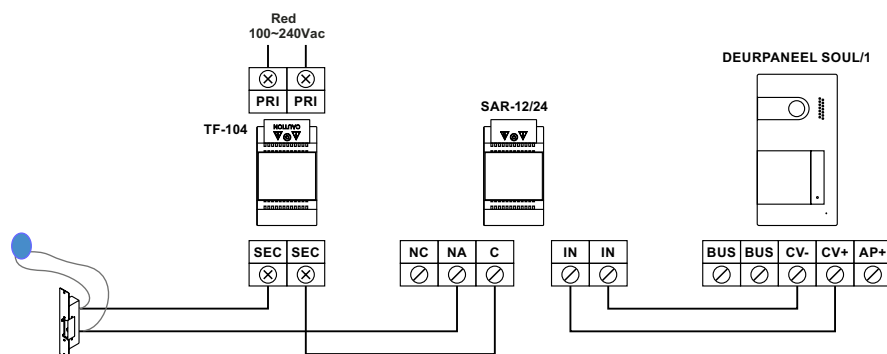 Red
100~240Vac
DEURPANEEL SOUL/1
PRI PRI
SAR-12/24
TF-104
CAUTION
SEC SEC
NC NA C
IN IN
BUS BUS CV- CV+ AP+